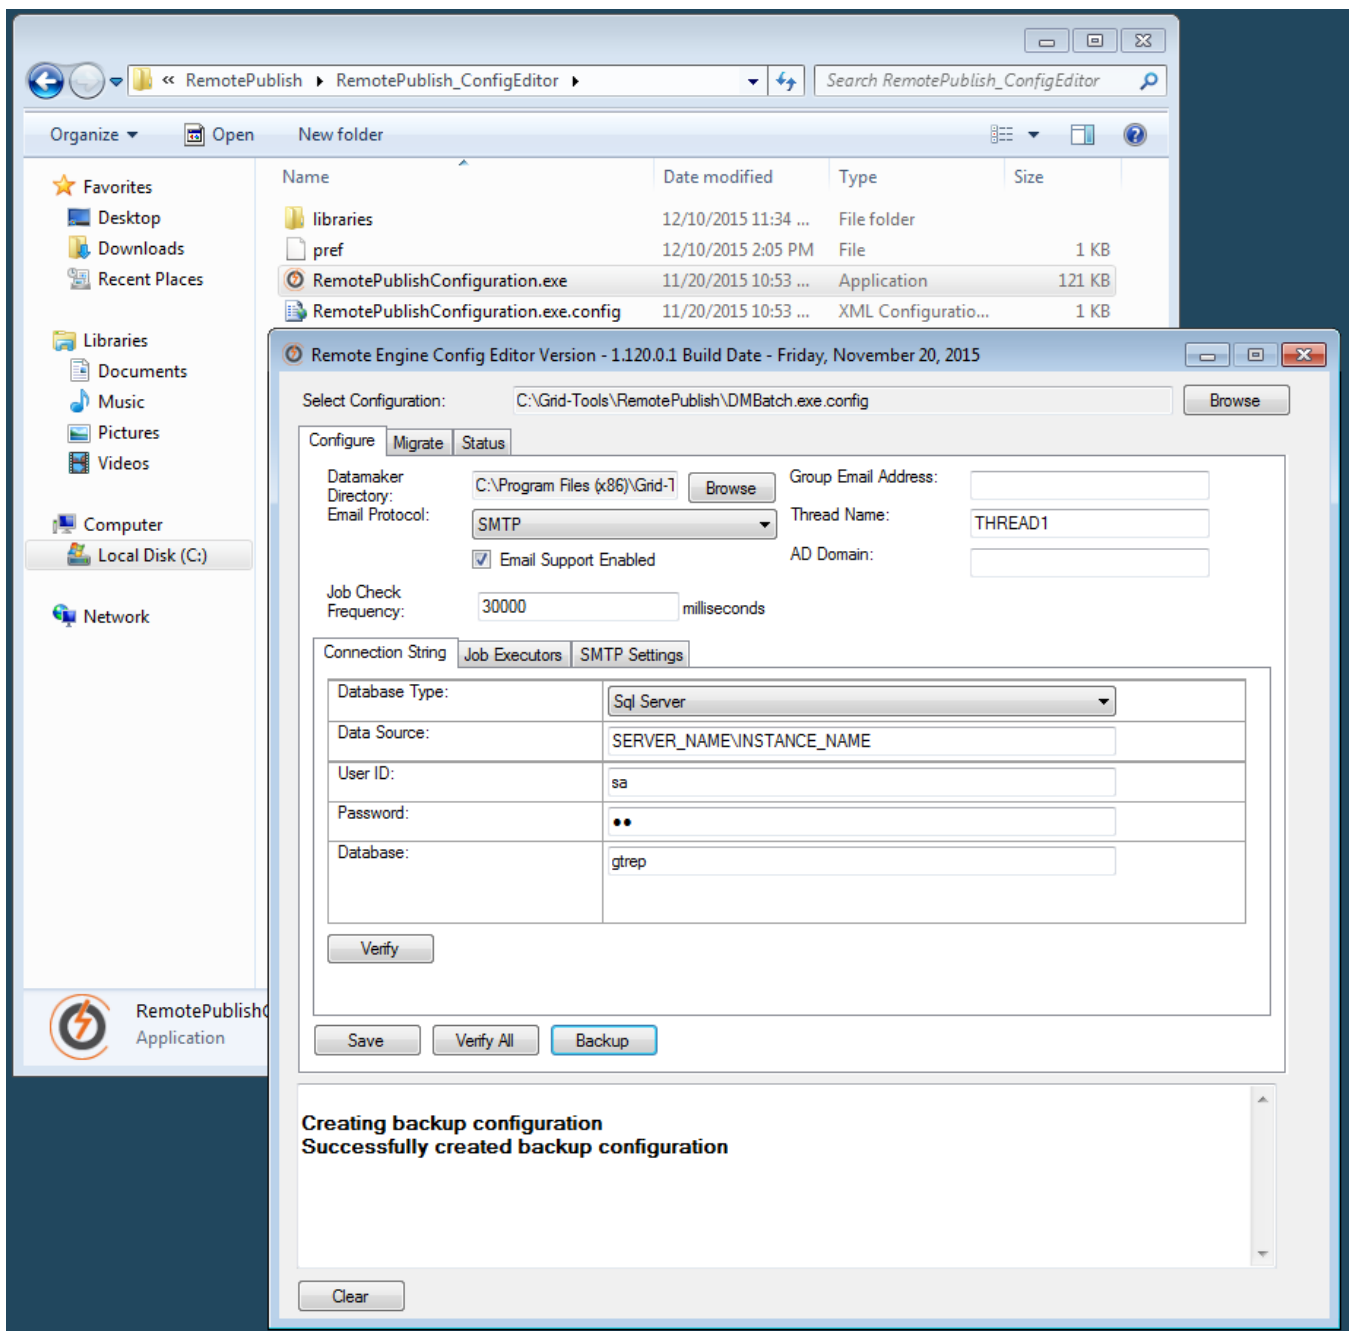 « RemotePublish ▸ RemotePublish_ConfigEditor ▸
Search RemotePublish_ConfigEditor
Organize ▾ Open New folder
Name Date modified Type Size
Favorites
Desktop
Downloads
Recent Places
Libraries
Documents
Music
Pictures
Videos
Computer
Local Disk (C:)
Network
libraries 12/10/2015 11:34 ... File folder
pref 12/10/2015 2:05 PM File 1 KB
RemotePublishConfiguration.exe 11/20/2015 10:53 ... Application 121 KB
RemotePublishConfiguration.exe.config 11/20/2015 10:53 ... XML Configuratio... 1 KB
RemotePublishC
Application
Remote Engine Config Editor Version - 1.120.0.1 Build Date - Friday, November 20, 2015
Select Configuration: C:\Grid-Tools\RemotePublish\DMBatch.exe.config Browse
Configure Migrate Status
Datamaker
Directory: C:\Program Files (x86)\Grid-T Browse
Group Email Address:
Email Protocol: SMTP
Thread Name: THREAD1
Email Support Enabled
AD Domain:
Job Check
Frequency: 30000 milliseconds
Connection String Job Executors SMTP Settings
Database Type: Sql Server
Data Source: SERVER_NAME\INSTANCE_NAME
User ID: sa
Password: ●●
Database: gtrep
Verify
Save Verify All Backup
Creating backup configuration
Successfully created backup configuration
Clear